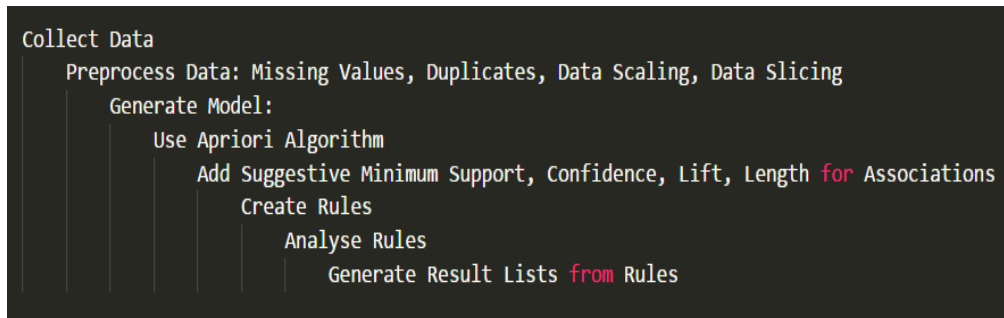 Collect Data
Preprocess Data: Missing Values, Duplicates, Data Scaling, Data Slicing
Generate Model:
Use Apriori Algorithm
Add Suggestive Minimum Support, Confidence, Lift, Length for Associations
Create Rules
Analyse Rules
Generate Result Lists from Rules